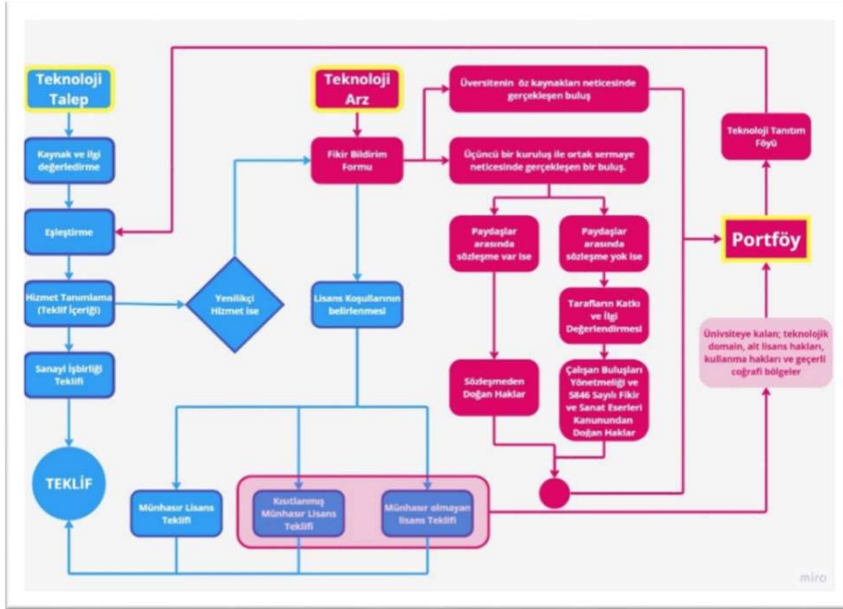 Teknoloji
Talep
Kaynak ve ilgi
değerledirme
Eşleştirme
Hizmet Tanımlama
(Teklif İçeriği)
Sanayi İşbirliği
Teklifi
TEKLİF
Yenilikçi
Hizmet ise
Teknoloji
Arz
Fikir Bildirim
Formu
Lisans Koşullarının
belirlenmesi
Münhasır Lisans
Teklifi
Kısıtlanmış
Münhasır Lisans
Teklifi
Münhasır olmayan
lisans Teklifi
Üversitenin öz kaynakları neticesinde
gerçekleşen buluş
Üçüncü bir kuruluş ile ortak sermaye
neticesinde gerçekleşen bir buluş.
Paydaşlar
arasında
sözleşme var ise
Paydaşlar
arasında
sözleşme yok ise
Tarafların Katkı
ve İlgi
Değerlendirmesi
Sözleşmeden
Doğan Haklar
Çalışan Buluşları
Yönetmeliği ve
5846 Sayılı Fikir
ve Sanat Eserleri
Kanunundan
Doğan Haklar
Teknoloji Tanıtım
Föyü
Portföy
Ünivsiteye kalan; teknolojik
domain, alt lisans hakları,
kullanma hakları ve geçerli
coğrafi bölgeler
miro